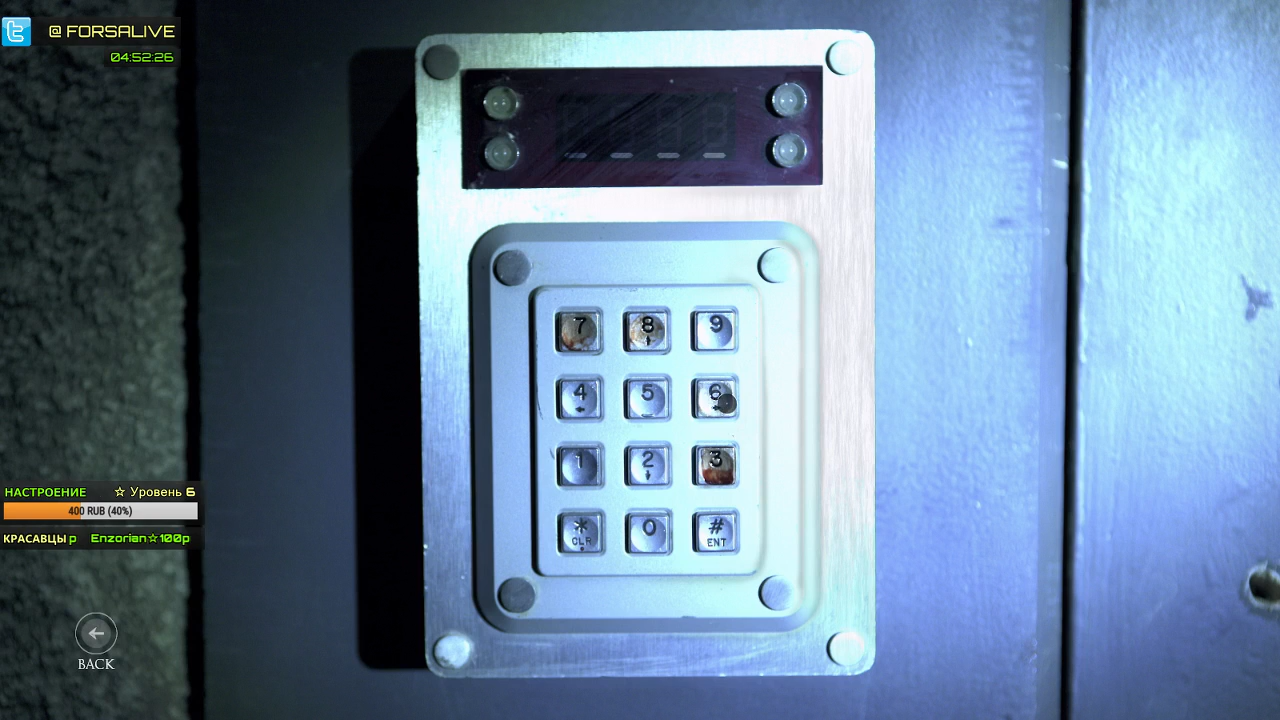 @ FORSALIVE
04:52:26
7 8 9
4 5 6
1 2 3
* 0 #
CLR ENT
НАСТРОЕНИЕ ☆ Уровень 6
400 RUB (40%)
КРАСАВЦЫ р Enzorian☆100р
BACK